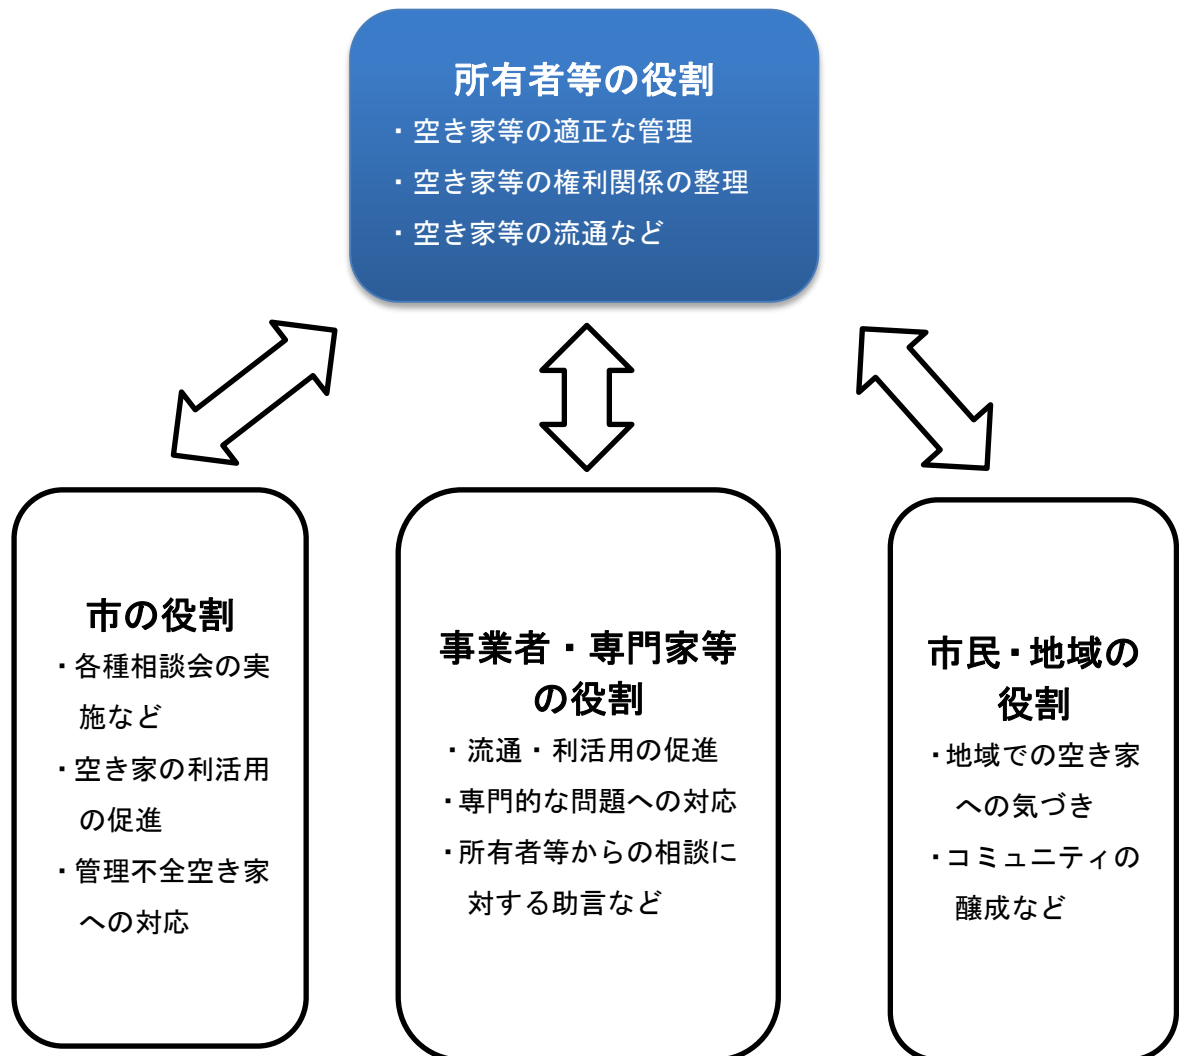 所有者等の役割
・空き家等の適正な管理
・空き家等の権利関係の整理
・空き家等の流通など
市の役割
・各種相談会の実
施など
・空き家の利活用
の促進
・管理不全空き家
への対応
事業者・専門家等
の役割
・流通・利活用の促進
・専門的な問題への対応
・所有者等からの相談に
対する助言など
市民・地域の
役割
・地域での空き家
への気づき
・コミュニティの
醸成など